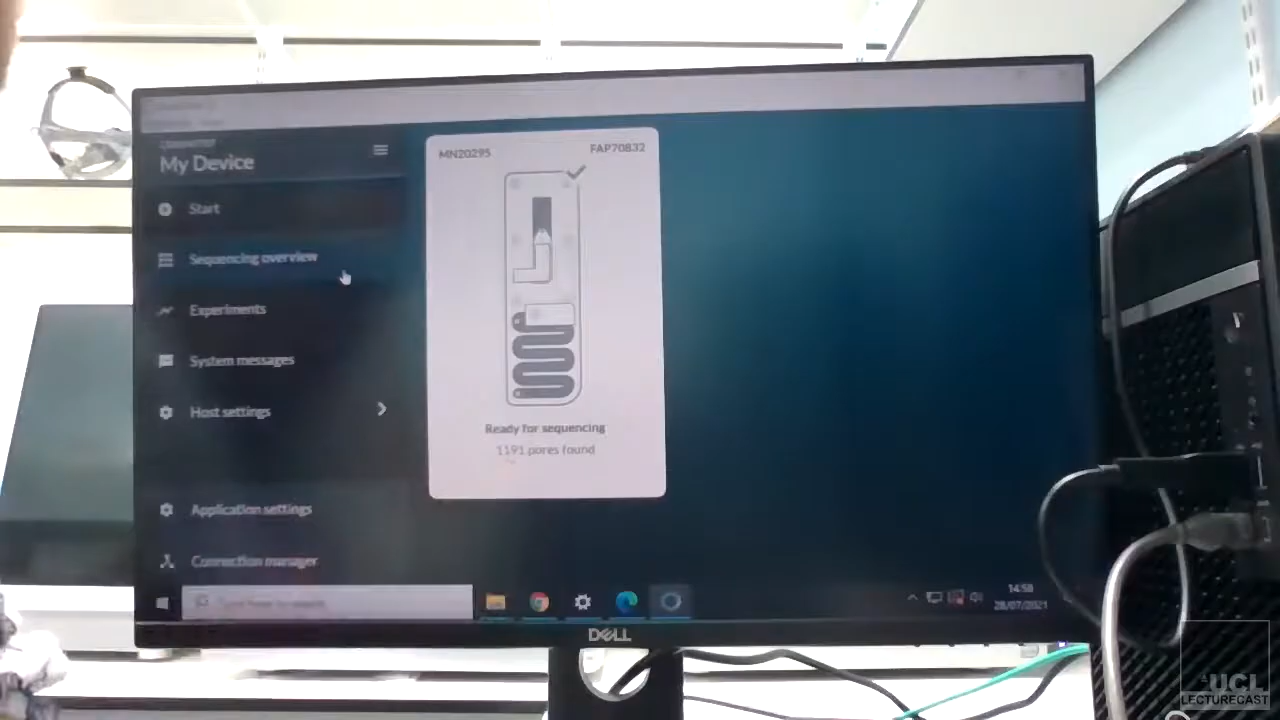 My Device
Start
Sequencing overview
Experiments
System messages
Host settings
Application settings
Connection manager
MN20295
FAP70832
Ready for sequencing
1191 pores found
14:58
28/07/2021
DELL
UCL
LECTURECAST